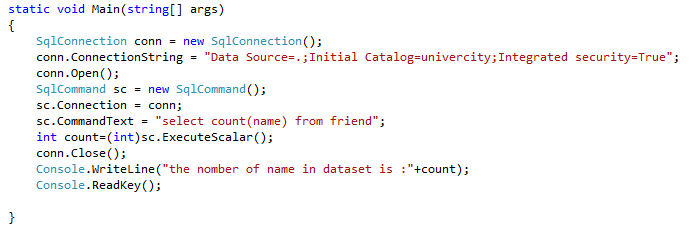 static void Main(string[] args)
{
SqlConnection conn = new SqlConnection();
conn.ConnectionString = "Data Source=.;Initial Catalog=univercity;Integrated security=True";
conn.Open();
SqlCommand sc = new SqlCommand();
sc.Connection = conn;
sc.CommandText = "select count(name) from friend";
int count=(int)sc.ExecuteScalar();
conn.Close();
Console.WriteLine("the nomber of name in dataset is :"+count);
Console.ReadKey();
}